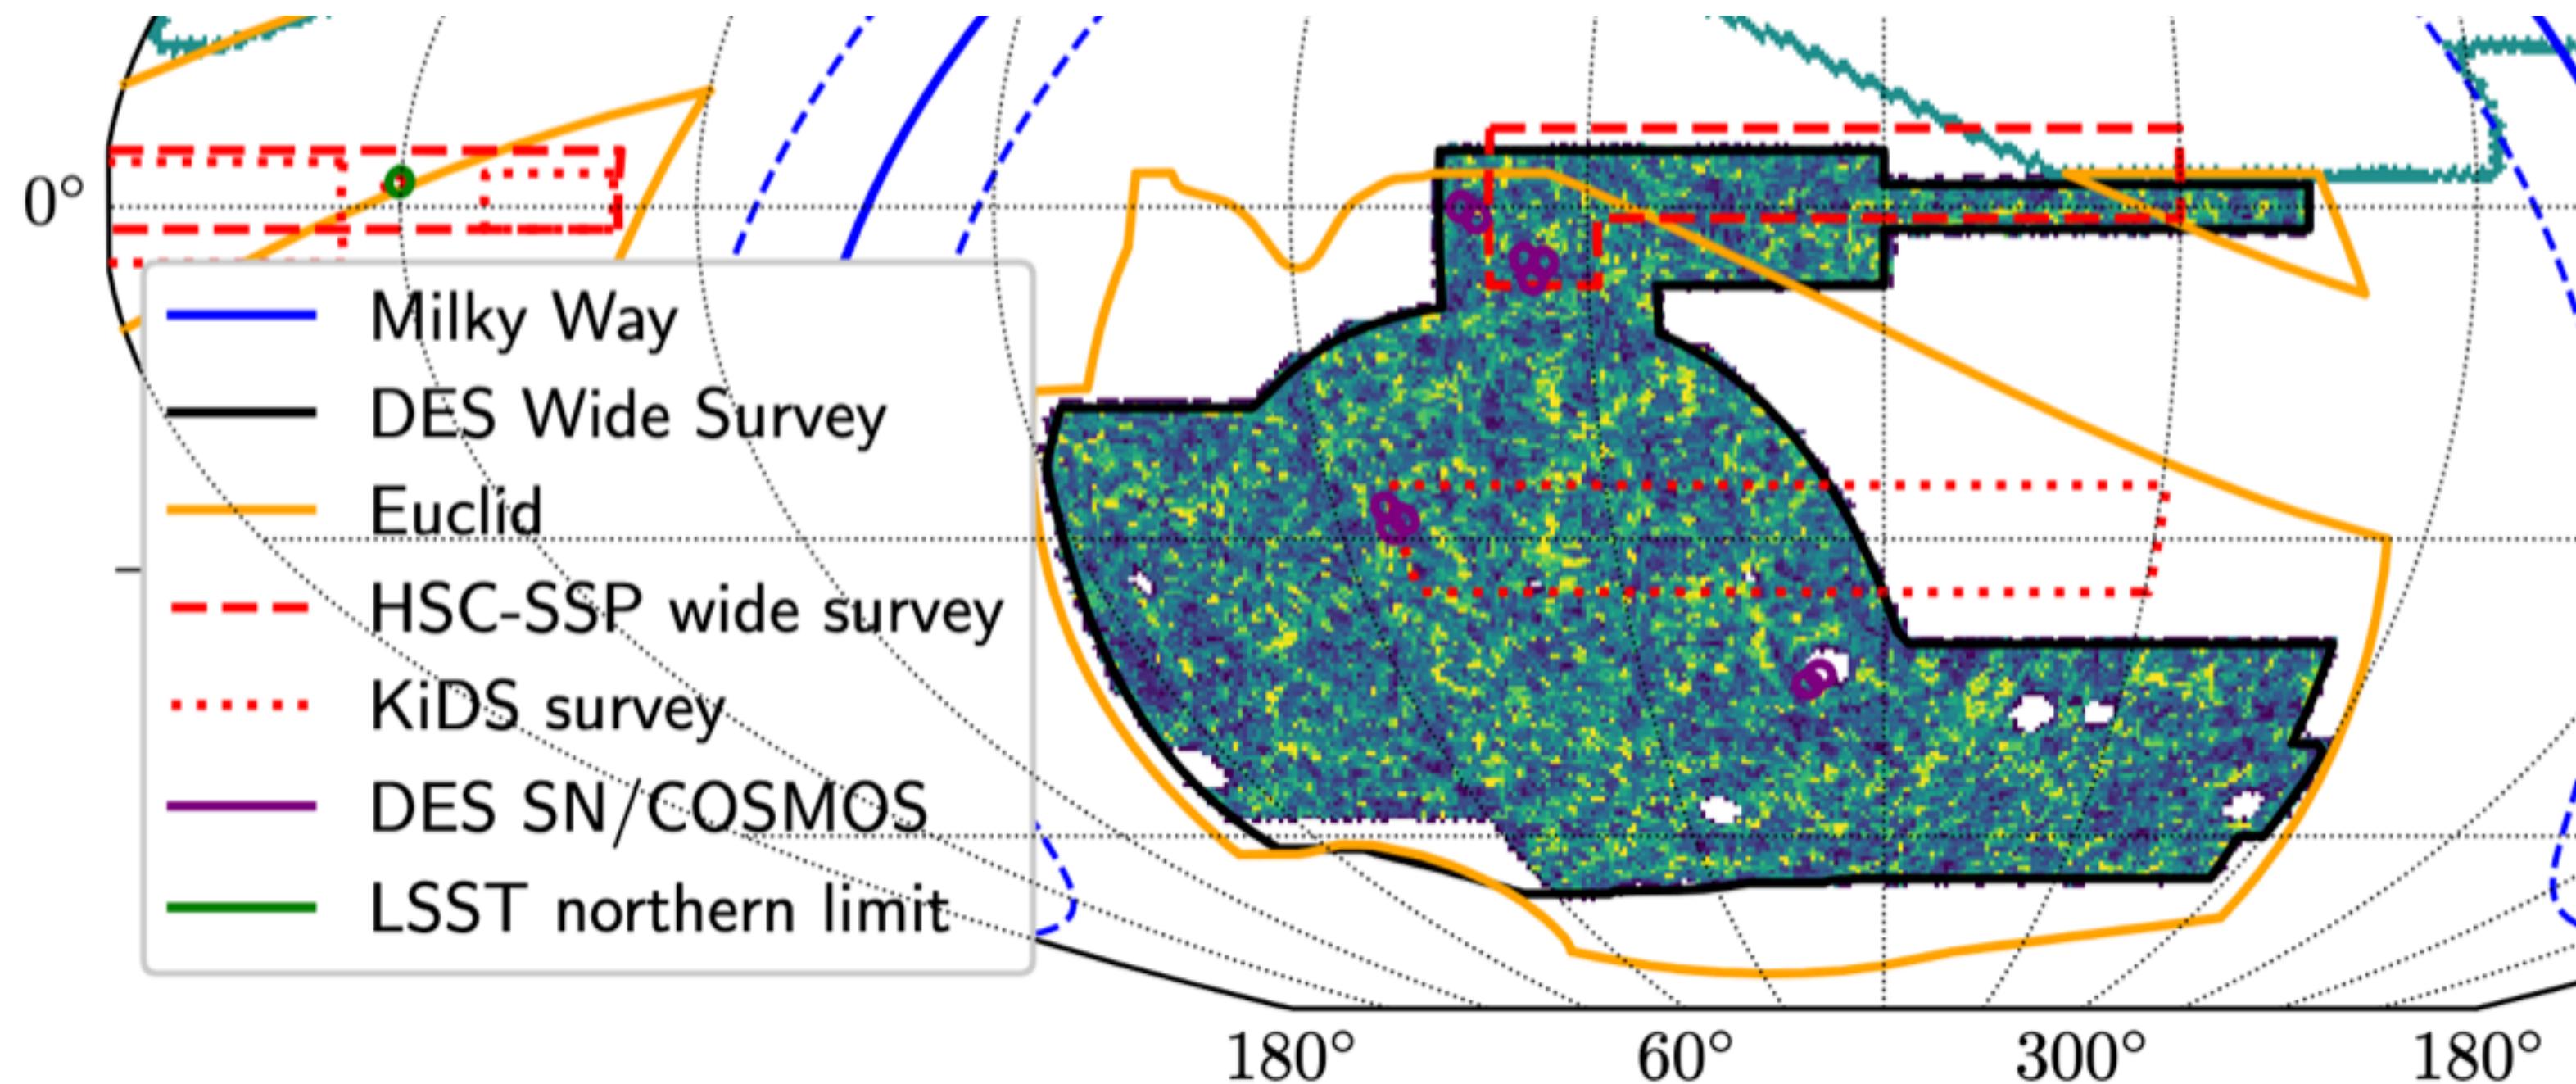 0°
Milky Way
DES Wide Survey
Euclid
HSC-SSP wide survey
KiDS survey
DES SN/COSMOS
LSST northern limit
180° 60° 300° 180°